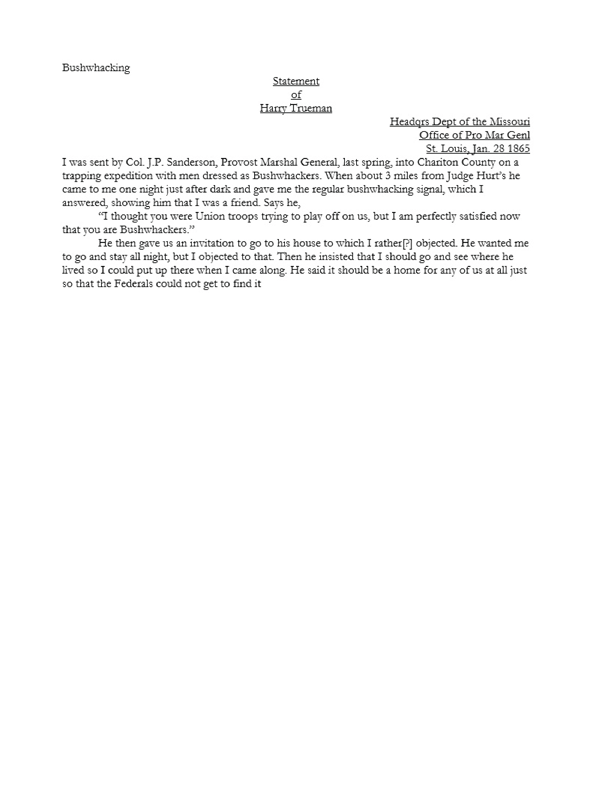 Bushwhacking
Statement
of
Harry Trueman
Headqrs Dept of the Missouri
Office of Pro Mar Genl
St. Louis, Jan. 28 1865
I was sent by Col. J.P. Sanderson, Provost Marshal General, last spring, into Chariton County on a
trapping expedition with men dressed as Bushwhackers. When about 3 miles from Judge Hurt's he
came to me one night just after dark and gave me the regular bushwhacking signal, which I
answered, showing him that I was a friend. Says he,
“I thought you were Union troops trying to play off on us, but I am perfectly satisfied now
that you are Bushwhackers.”
He then gave us an invitation to go to his house to which I rather[?] objected. He wanted me
to go and stay all night, but I objected to that. Then he insisted that I should go and see where he
lived so I could put up there when I came along. He said it should be a home for any of us at all just
so that the Federals could not get to find it